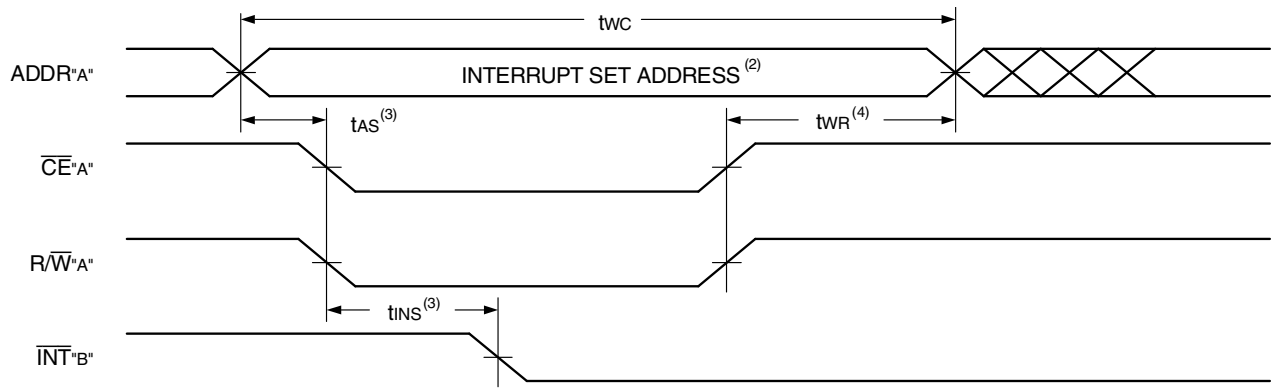 tWC
ADDR"A"
INTERRUPT SET ADDRESS(2)
tAS(3)
tWR(4)
CE"A"
R/W"A"
tINS(3)
INT"B"